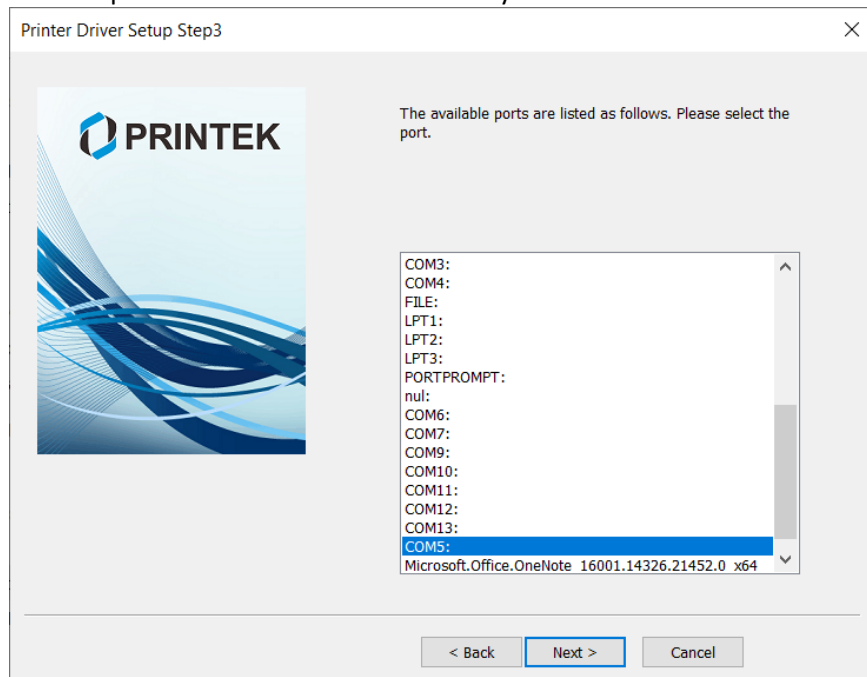 Printer Driver Setup Step3
PRINTEK
The available ports are listed as follows. Please select the
port.
COM3:
COM4:
FILE:
LPT1:
LPT2:
LPT3:
PORTPROMPT:
nul:
COM6:
COM7:
COM9:
COM10:
COM11:
COM12:
COM13:
COM5:
Microsoft.Office.OneNote_16001.14326.21452.0_x64
< Back Next > Cancel